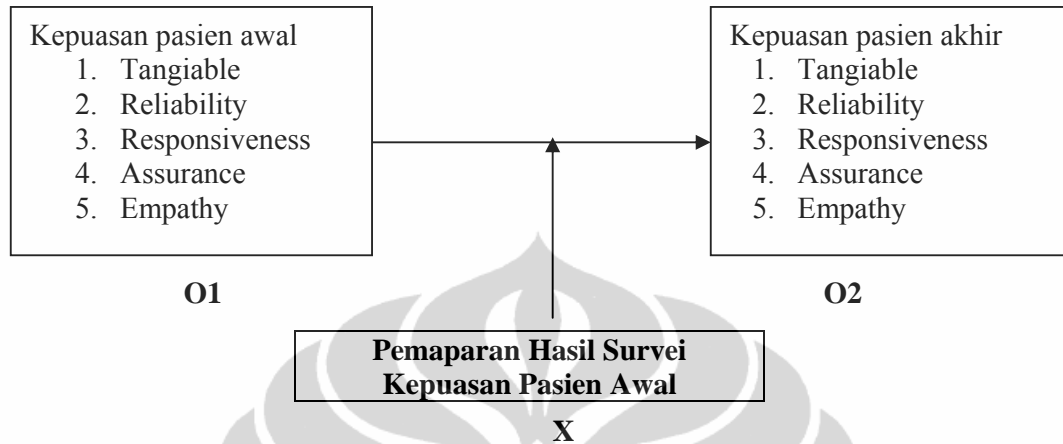 Kepuasan pasien awal
1. Tangiable
2. Reliability
3. Responsiveness
4. Assurance
5. Empathy
O1
Kepuasan pasien akhir
1. Tangiable
2. Reliability
3. Responsiveness
4. Assurance
5. Empathy
O2
Pemaparan Hasil Survei
Kepuasan Pasien Awal
X